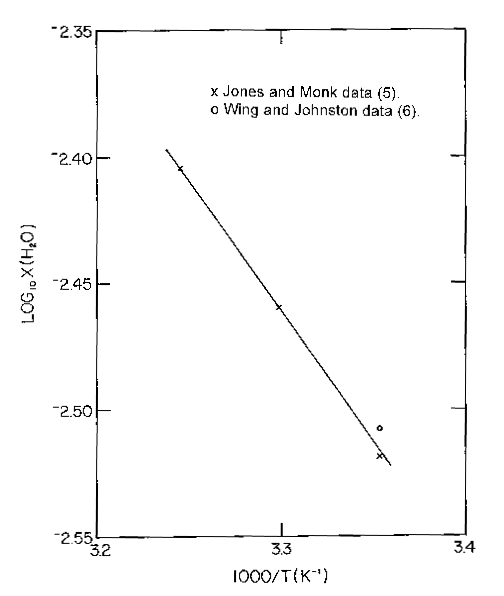 -2.35
x Jones and Monk data (5).
o Wing and Johnston data (6).
-2.40
-2.45
-2.50
-2.55
LOG₁₀ X(H₂O)
3.2
3.3
3.4
1000/T(K⁻¹)